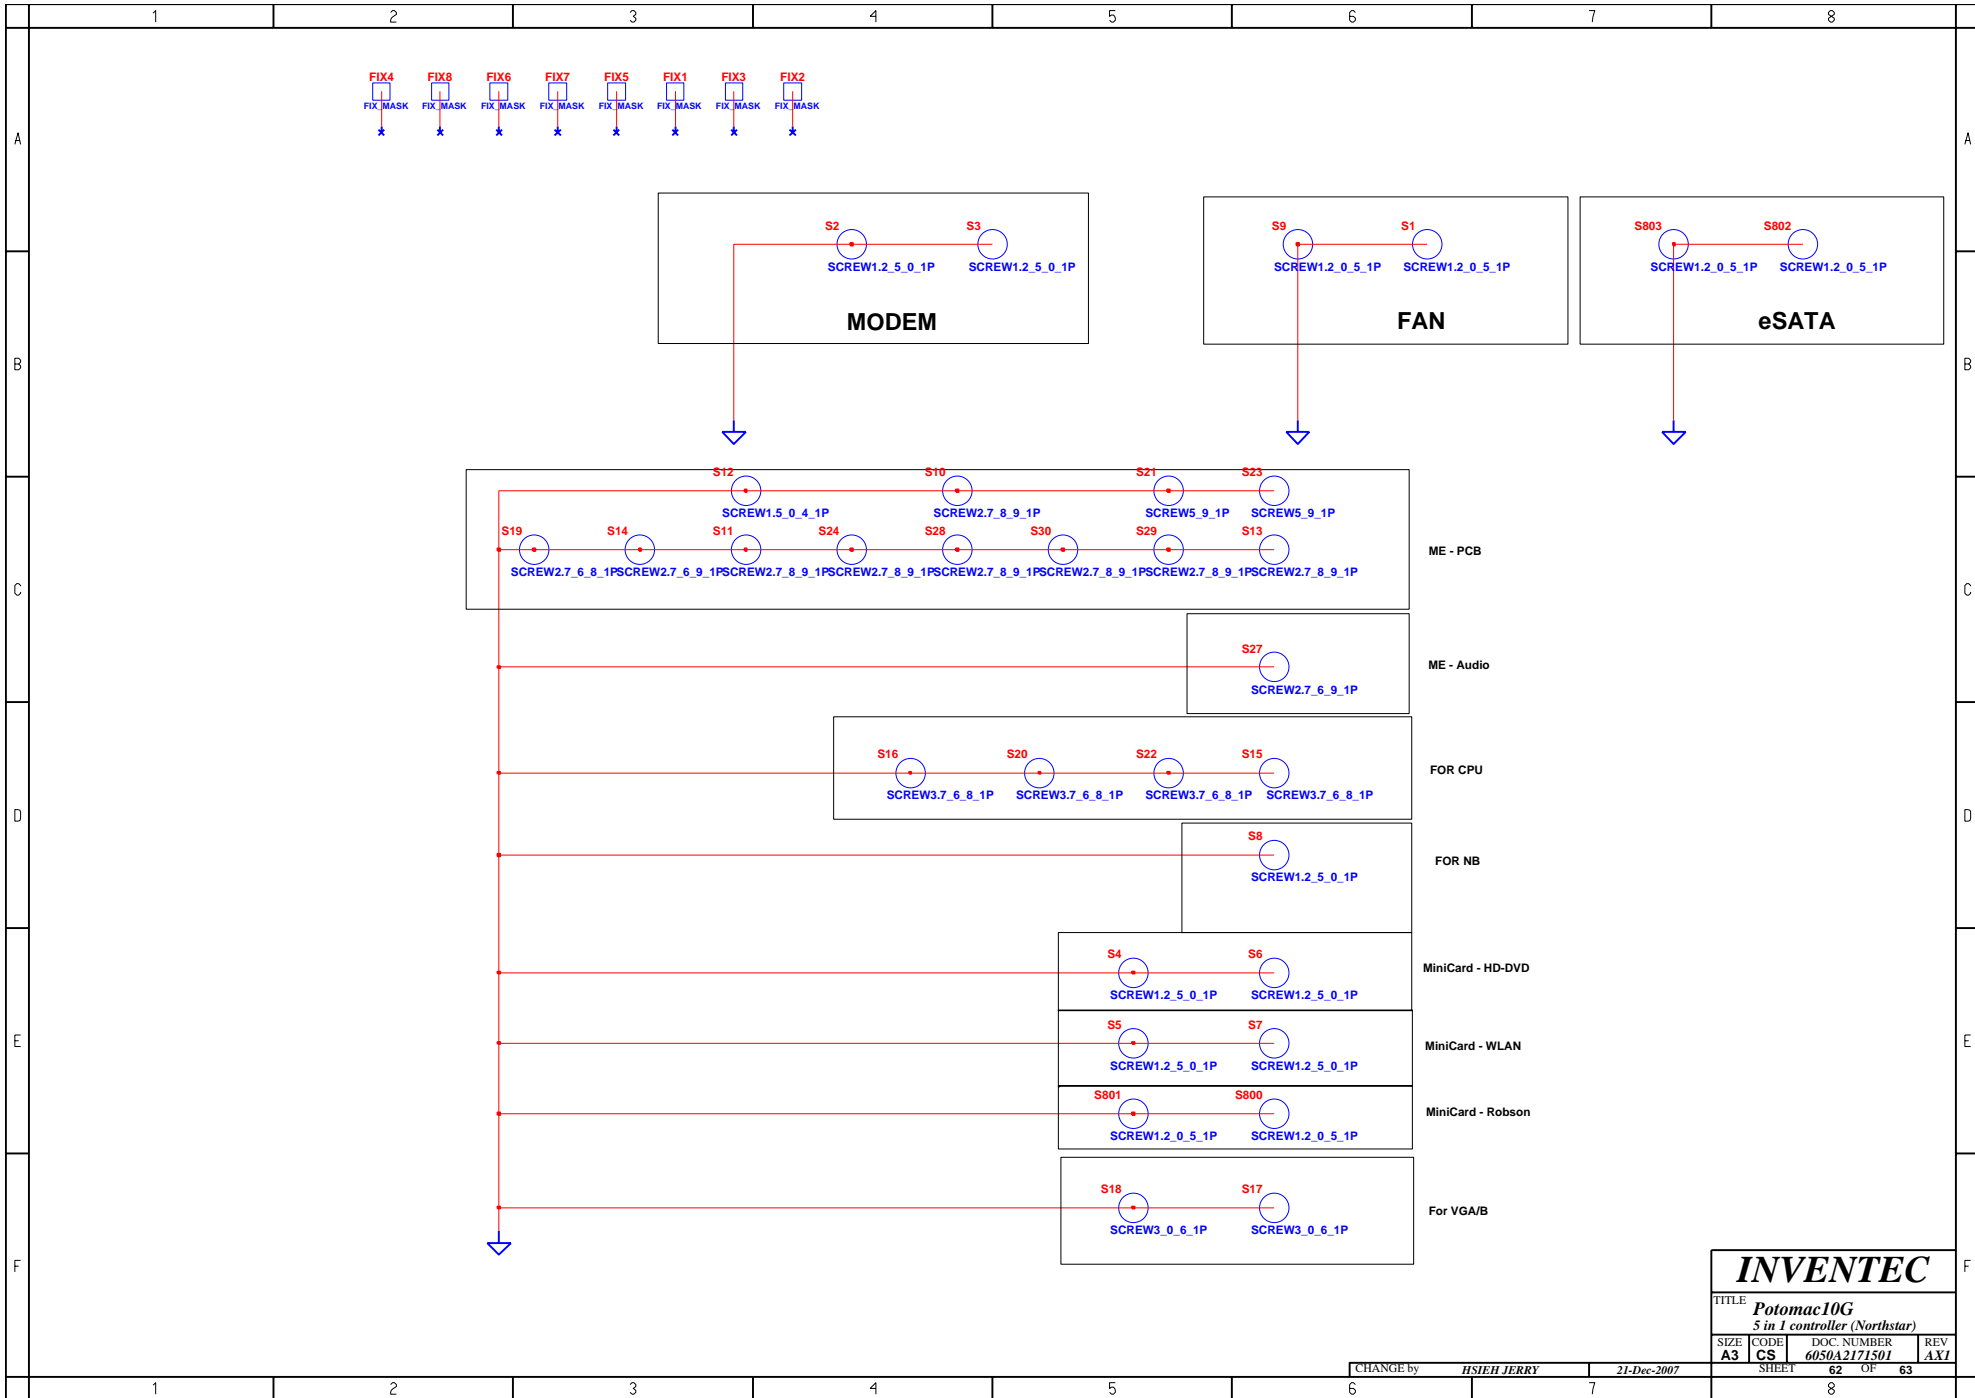 1 2 3 4 5 6 7 8
FIX4 FIX8 FIX6 FIX7 FIX5 FIX1 FIX3 FIX2
FIX_MASK FIX_MASK FIX_MASK FIX_MASK FIX_MASK FIX_MASK FIX_MASK FIX_MASK
A A
S2 S3 S9 S1 S803 S802
SCREW1.2_5_0_1P SCREW1.2_5_0_1P SCREW1.2_0_5_1P SCREW1.2_0_5_1P SCREW1.2_0_5_1P SCREW1.2_0_5_1P
MODEM FAN eSATA
B B
S12 S10 S21 S23
SCREW1.5_0_4_1P SCREW2.7_8_9_1P SCREW5_9_1P SCREW5_9_1P
S19 S14 S11 S24 S28 S30 S29 S13
ME - PCB
SCREW2.7_6_8_1P SCREW2.7_6_9_1P SCREW2.7_8_9_1P SCREW2.7_8_9_1P SCREW2.7_8_9_1P SCREW2.7_8_9_1P SCREW2.7_8_9_1P SCREW2.7_8_9_1P
C C
S27
ME - Audio
SCREW2.7_6_9_1P
S16 S20 S22 S15
FOR CPU
SCREW3.7_6_8_1P SCREW3.7_6_8_1P SCREW3.7_6_8_1P SCREW3.7_6_8_1P
D D
S8
FOR NB
SCREW1.2_5_0_1P
S4 S6
MiniCard - HD-DVD
SCREW1.2_5_0_1P SCREW1.2_5_0_1P
S5 S7
E E
MiniCard - WLAN
SCREW1.2_5_0_1P SCREW1.2_5_0_1P
S801 S800
MiniCard - Robson
SCREW1.2_0_5_1P SCREW1.2_0_5_1P
S18 S17
For VGA/B
SCREW3_0_6_1P SCREW3_0_6_1P
F F
INVENTEC
TITLE Potomac10G
5 in 1 controller (Northstar)
SIZE CODE DOC. NUMBER REV
A3 CS 6050A2171501 AX1
CHANGE by HSIEH JERRY 21-Dec-2007 SHEET 62 OF 63
1 2 3 4 5 6 7 8